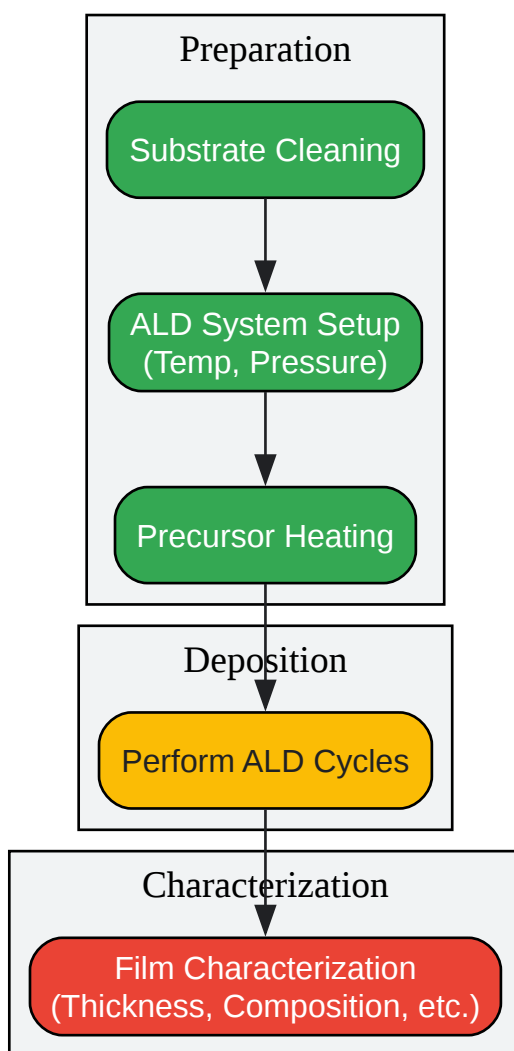 Preparation
Substrate Cleaning
ALD System Setup
(Temp, Pressure)
Precursor Heating
Deposition
Perform ALD Cycles
Characterization
Film Characterization
(Thickness, Composition, etc.)